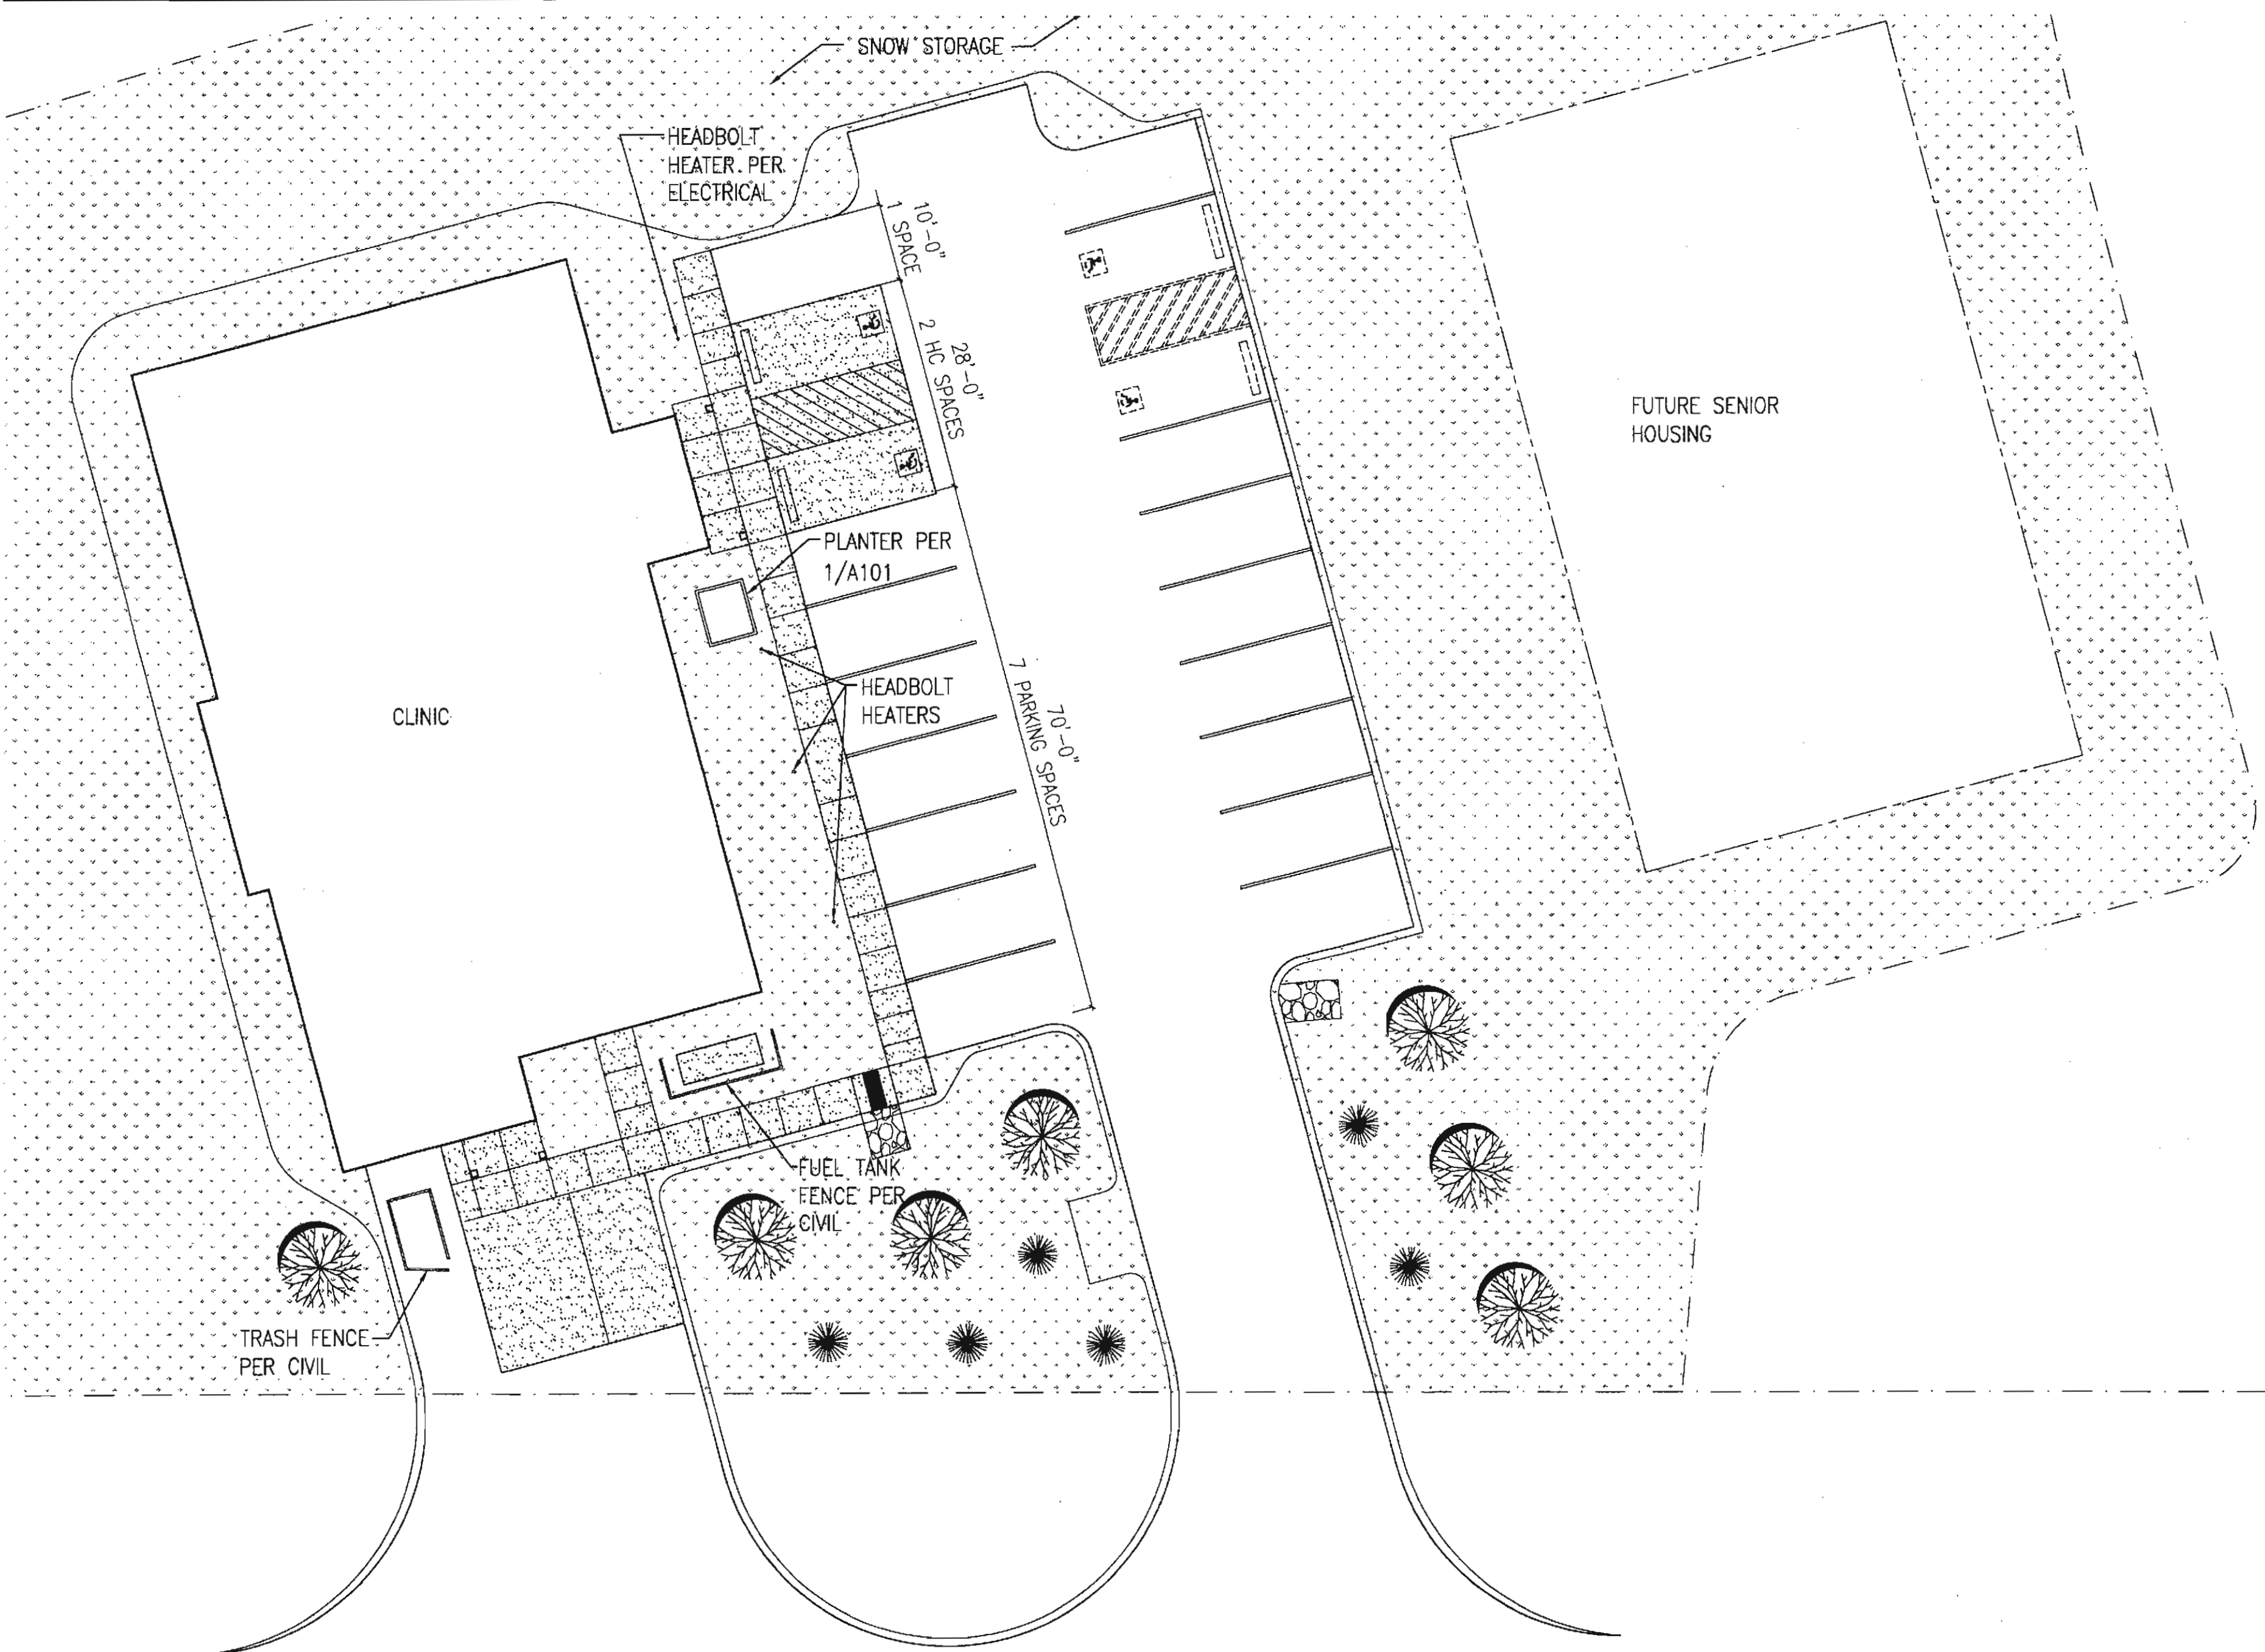 SNOW STORAGE
HEADBOLT
HEATER PER
ELECTRICAL
10'-0"
1 SPACE
28'-0"
2 HC SPACES
FUTURE SENIOR
HOUSING
PLANTER PER
1/A101
HEADBOLT
HEATERS
70'-0"
7 PARKING SPACES
CLINIC
FUEL TANK
FENCE PER
CIVIL
TRASH FENCE
PER CIVIL